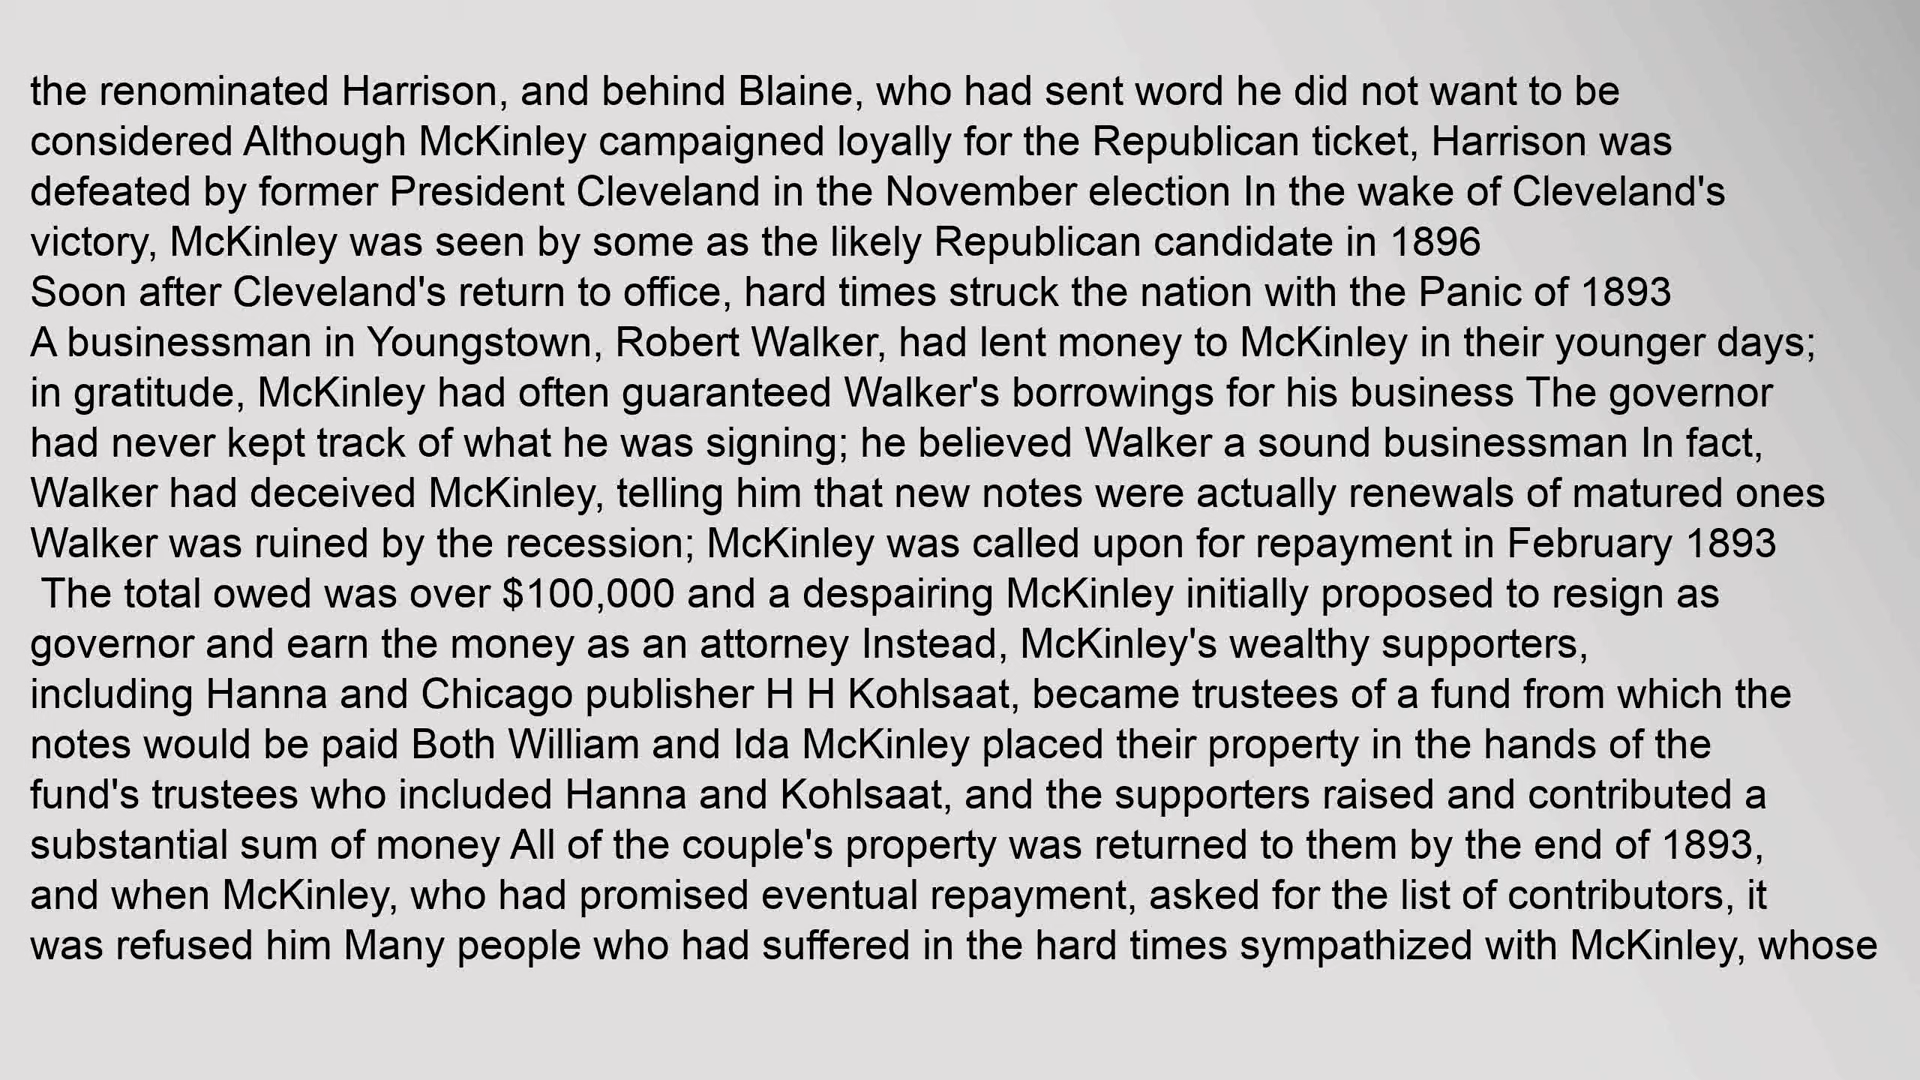 the renominated Harrison, and behind Blaine, who had sent word he did not want to be
considered Although McKinley campaigned loyally for the Republican ticket, Harrison was
defeated by former President Cleveland in the November election In the wake of Cleveland's
victory, McKinley was seen by some as the likely Republican candidate in 1896
Soon after Cleveland's return to office, hard times struck the nation with the Panic of 1893
A businessman in Youngstown, Robert Walker, had lent money to McKinley in their younger days;
in gratitude, McKinley had often guaranteed Walker's borrowings for his business The governor
had never kept track of what he was signing; he believed Walker a sound businessman In fact,
Walker had deceived McKinley, telling him that new notes were actually renewals of matured ones
Walker was ruined by the recession; McKinley was called upon for repayment in February 1893
The total owed was over $100,000 and a despairing McKinley initially proposed to resign as
governor and earn the money as an attorney Instead, McKinley's wealthy supporters,
including Hanna and Chicago publisher H H Kohlsaat, became trustees of a fund from which the
notes would be paid Both William and Ida McKinley placed their property in the hands of the
fund's trustees who included Hanna and Kohlsaat, and the supporters raised and contributed a
substantial sum of money All of the couple's property was returned to them by the end of 1893,
and when McKinley, who had promised eventual repayment, asked for the list of contributors, it
was refused him Many people who had suffered in the hard times sympathized with McKinley, whose